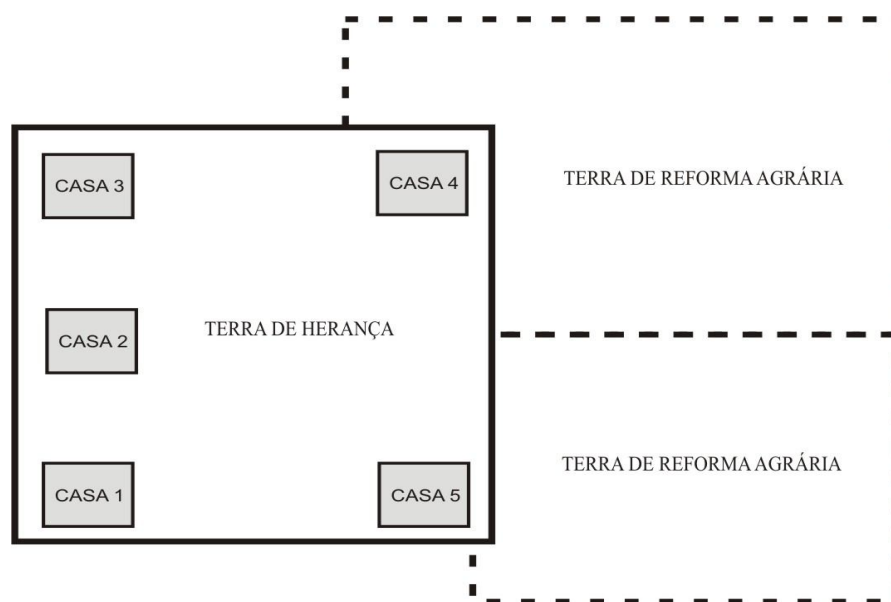 TERRA DE REFORMA AGRÁRIA
CASA 3
CASA 4
TERRA DE HERANÇA
CASA 2
TERRA DE REFORMA AGRÁRIA
CASA 1
CASA 5